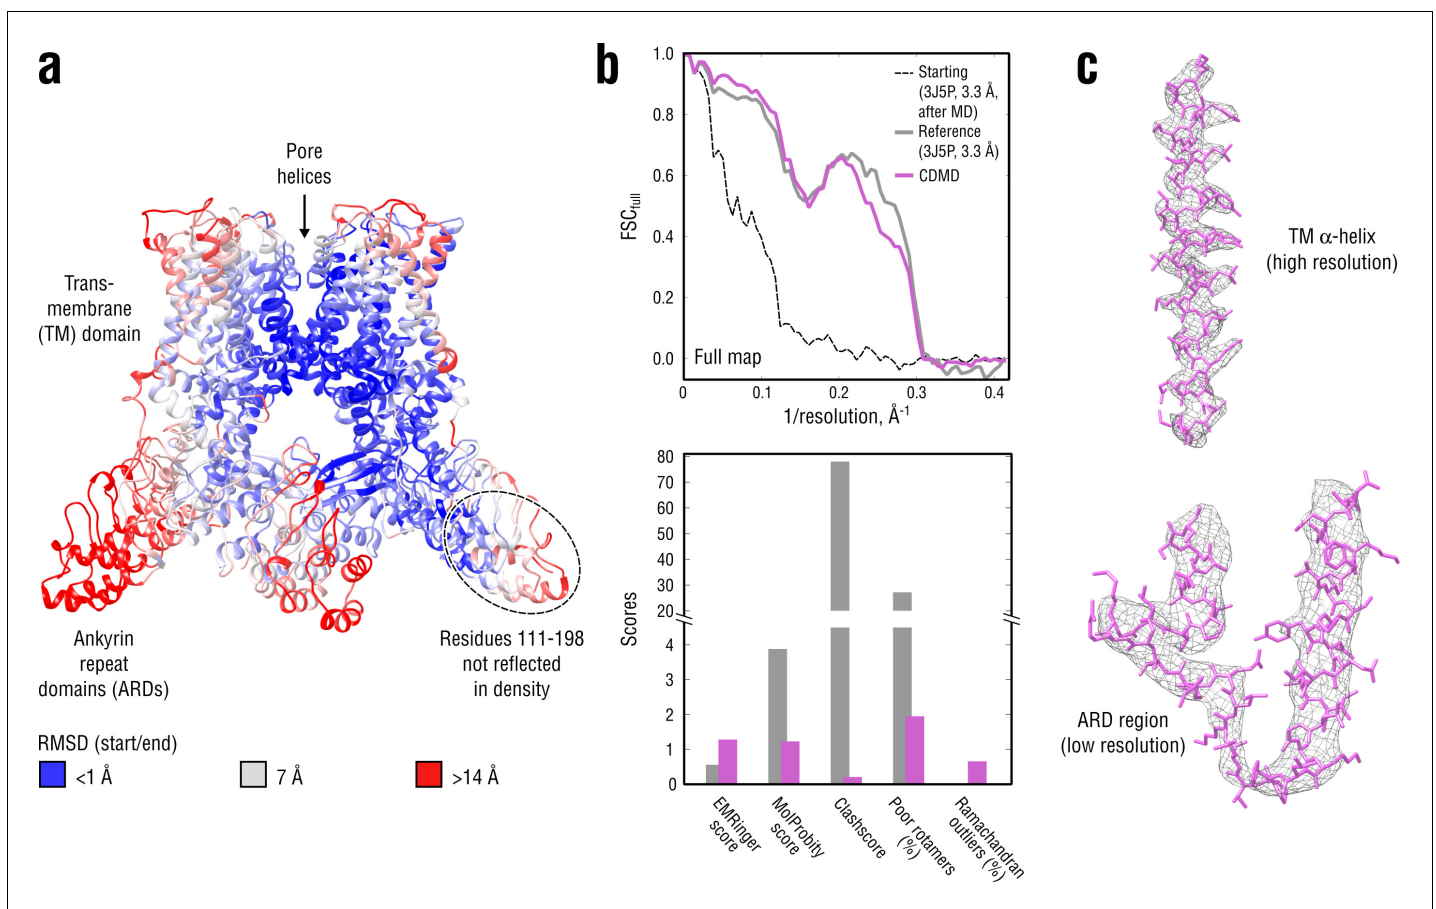 a
Pore
helices
Trans-
membrane
(TM) domain
Ankyrin
repeat
domains (ARDs)
Residues 111-198
not reflected
in density
RMSD (start/end)
<1 Å
7 Å
>14 Å
b
1.0
0.8
0.6
0.4
0.2
0.0
FSCfull
Starting
(3J5P, 3.3 Å,
after MD)
Reference
(3J5P, 3.3 Å)
CDMD
Full map
0
0.1
0.2
0.3
0.4
1/resolution, Å-1
80
70
60
50
40
30
20
4
3
2
1
0
Scores
EMRinger
score
MolProbity
score
Clashscore
Poor rotamers
(%)
Ramachandran
outliers (%)
c
TM α-helix
(high resolution)
ARD region
(low resolution)